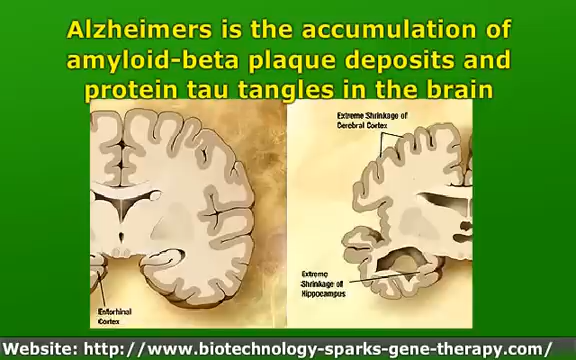 Alzheimers is the accumulation of
amyloid-beta plaque deposits and
protein tau tangles in the brain
Extreme Shrinkage of
Cerebral Cortex
Extreme
Shrinkage of
Hippocampus
Entorhinal
Cortex
Website: http://www.biotechnology-sparks-gene-therapy.com/